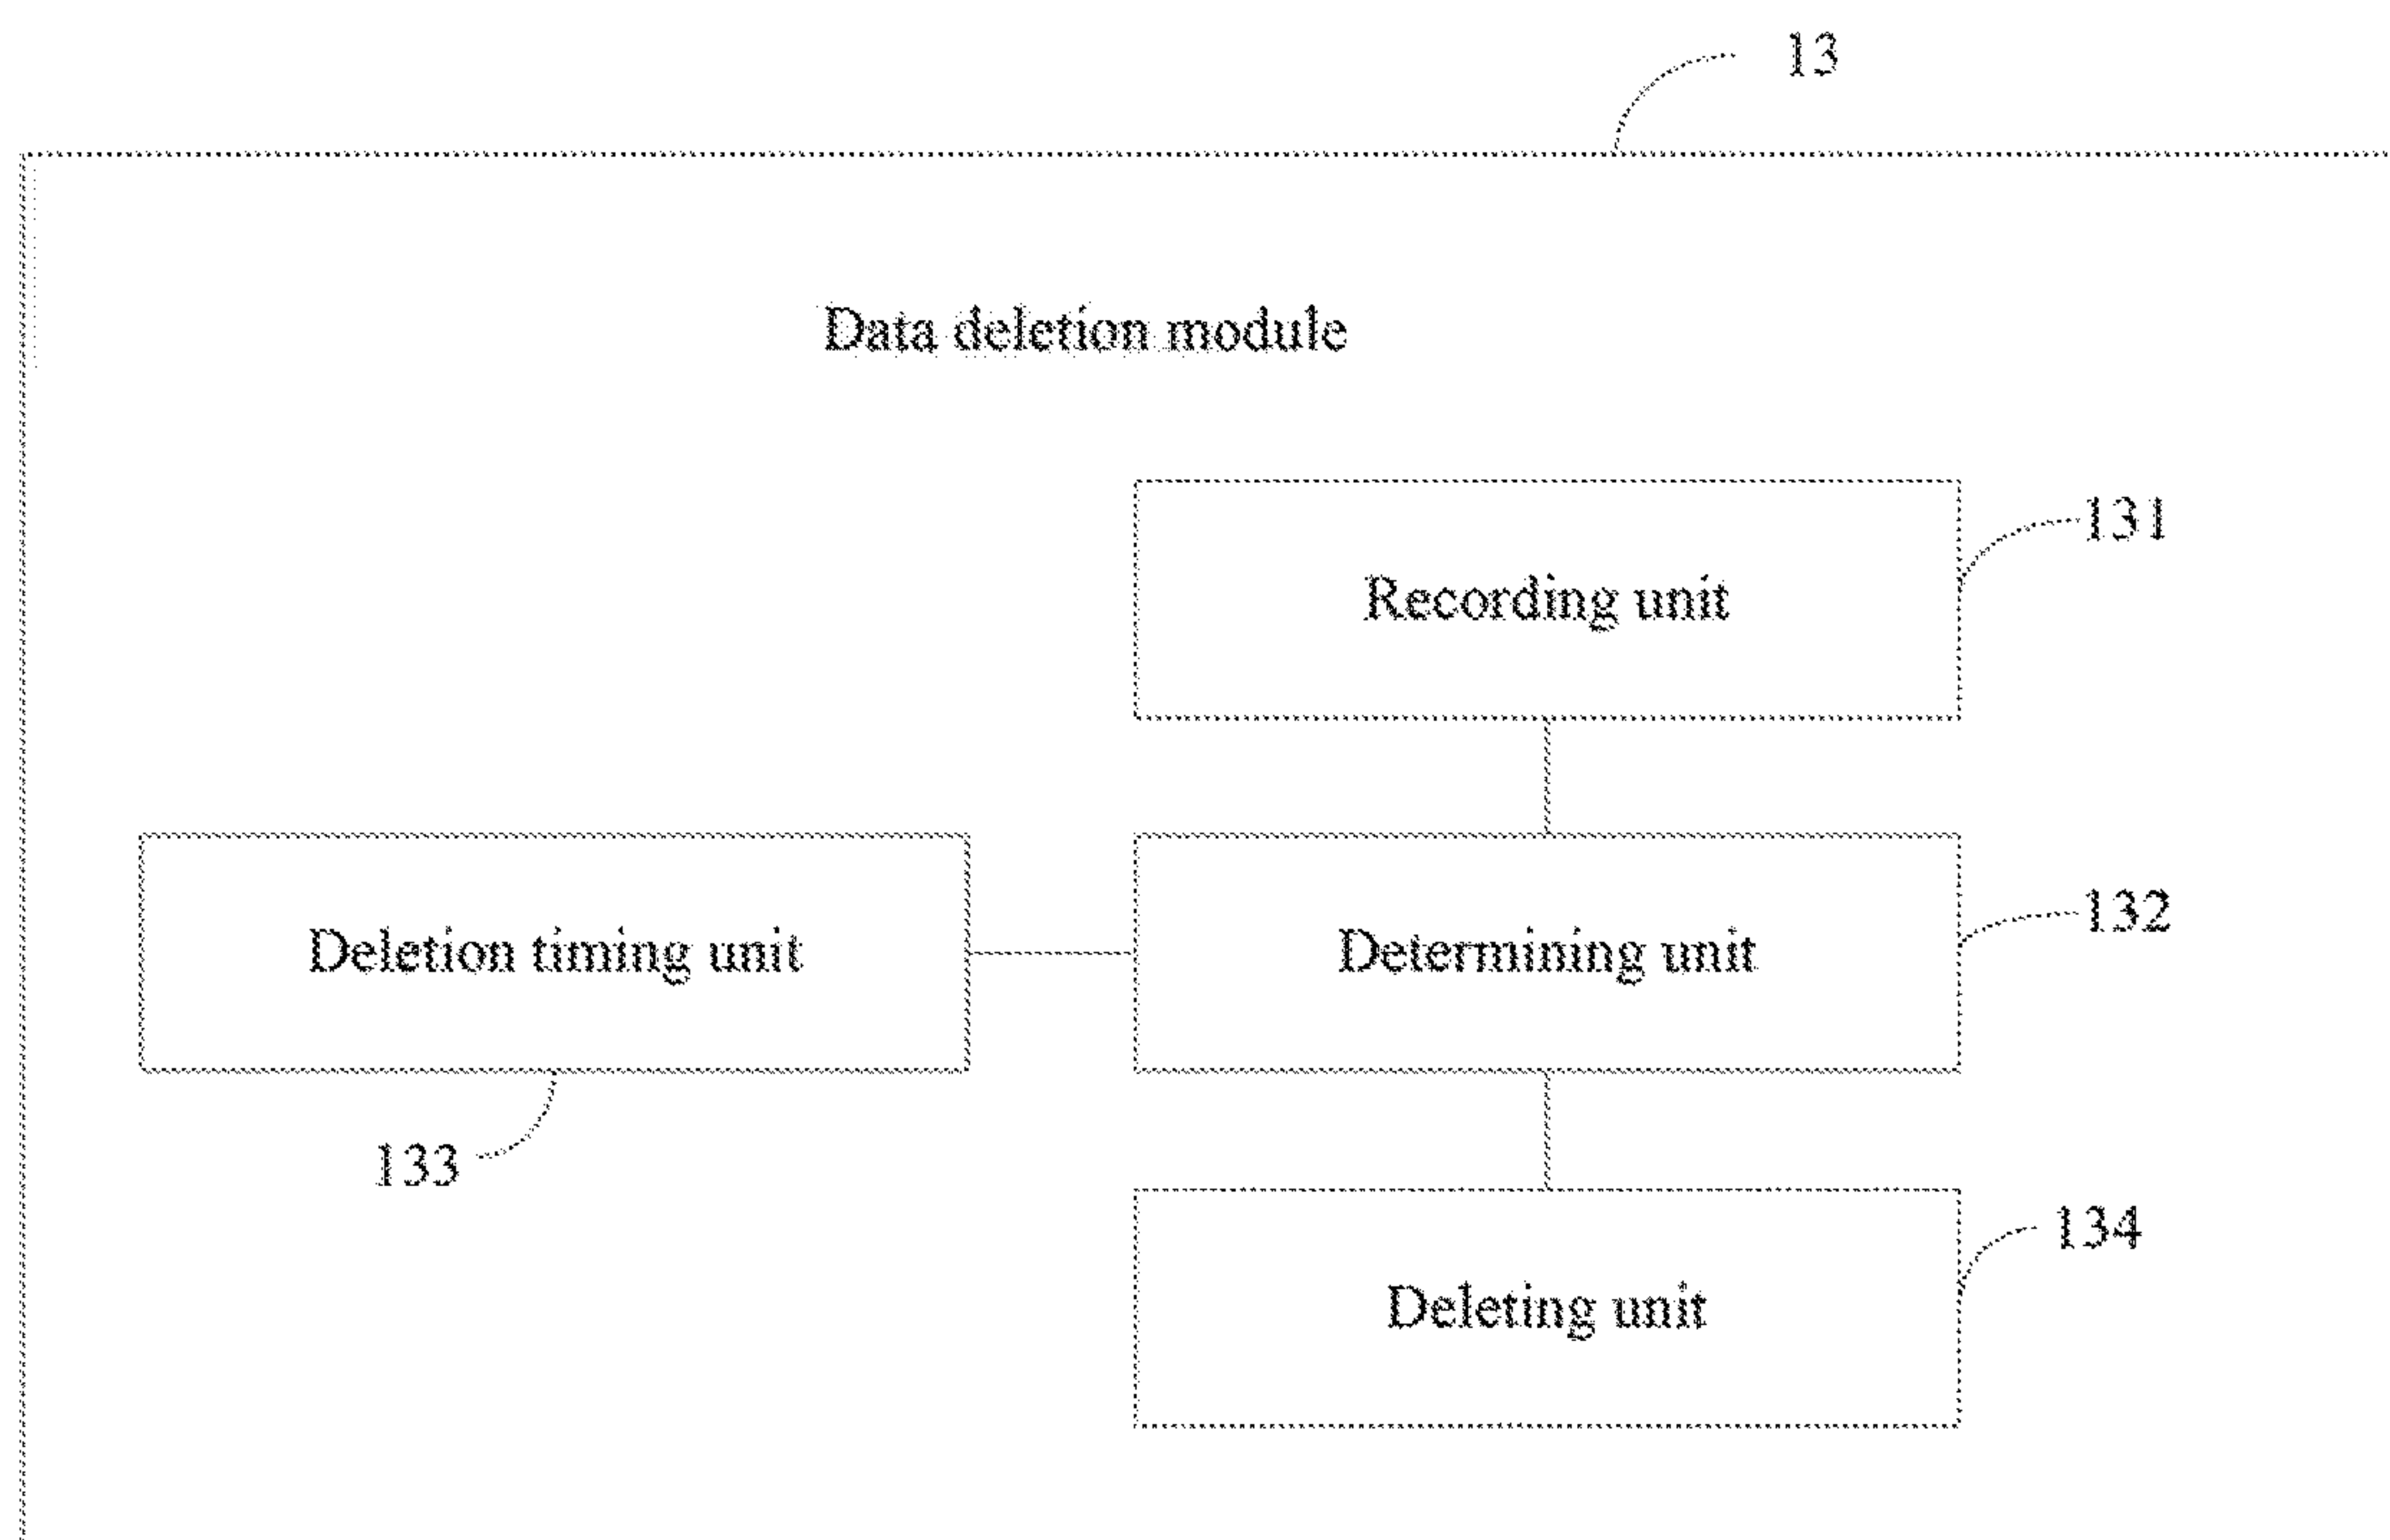 13
Data deletion module
131
Recording unit
132
Deletion timing unit
Determining unit
133
134
Deleting unit